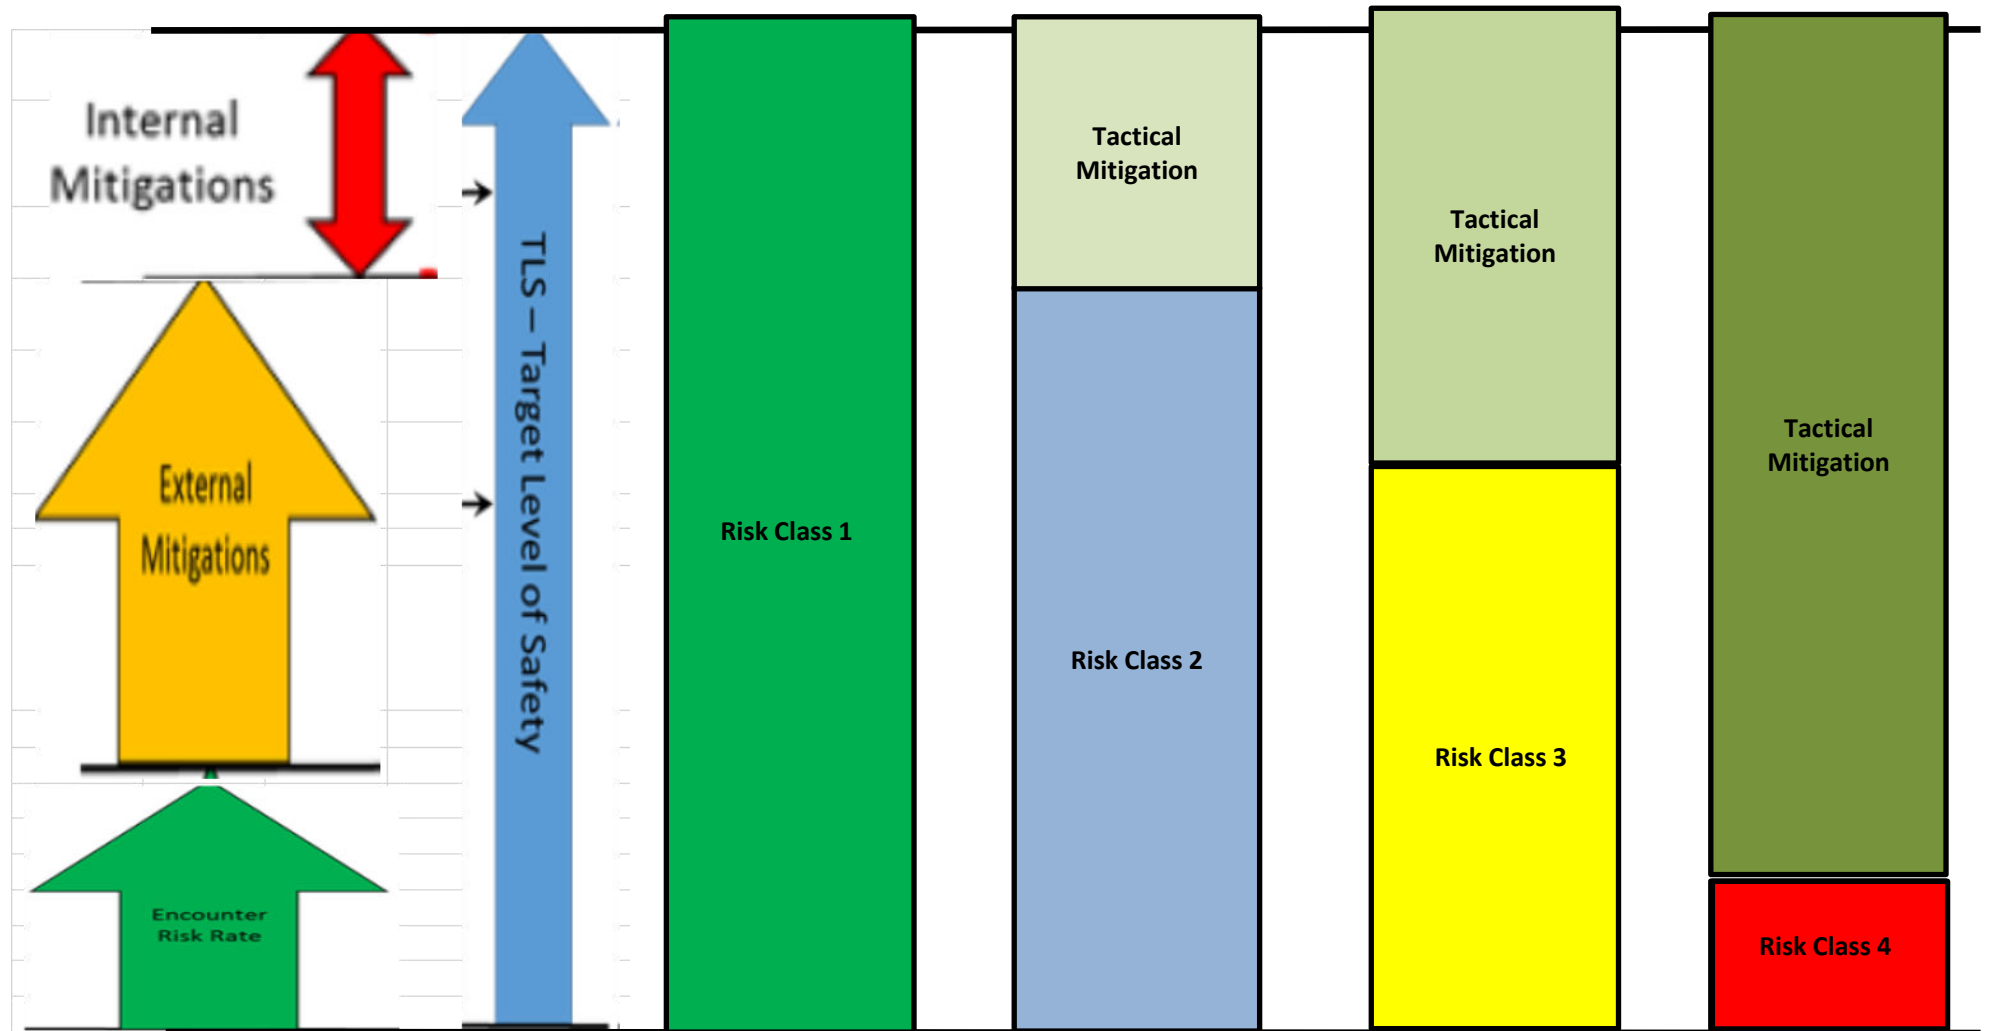 Internal
Mitigations
External
Mitigations
Encounter
Risk Rate
TLS – Target Level of Safety
Risk Class 1
Tactical
Mitigation
Risk Class 2
Tactical
Mitigation
Risk Class 3
Tactical
Mitigation
Risk Class 4